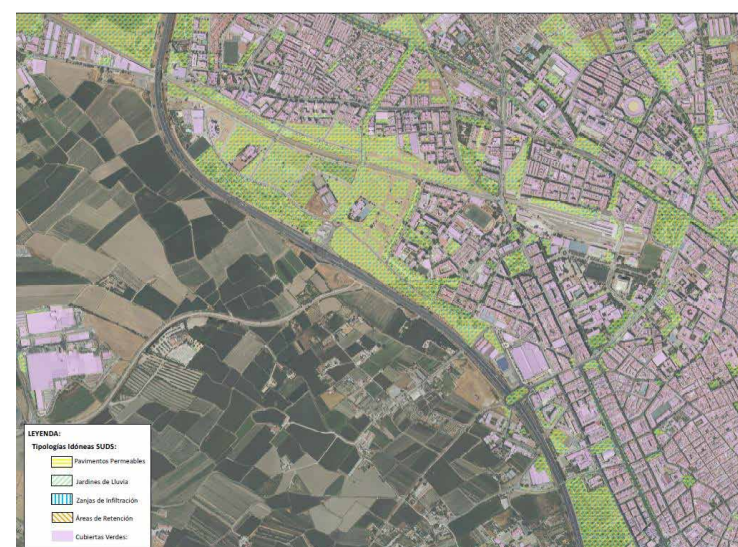 LEYENDA:
Tipologías Idóneas SUDS:
Pavimentos Permeables
Jardines de Lluvia
Zanjas de Infiltración
Áreas de Retención
Cubiertas Verdes: